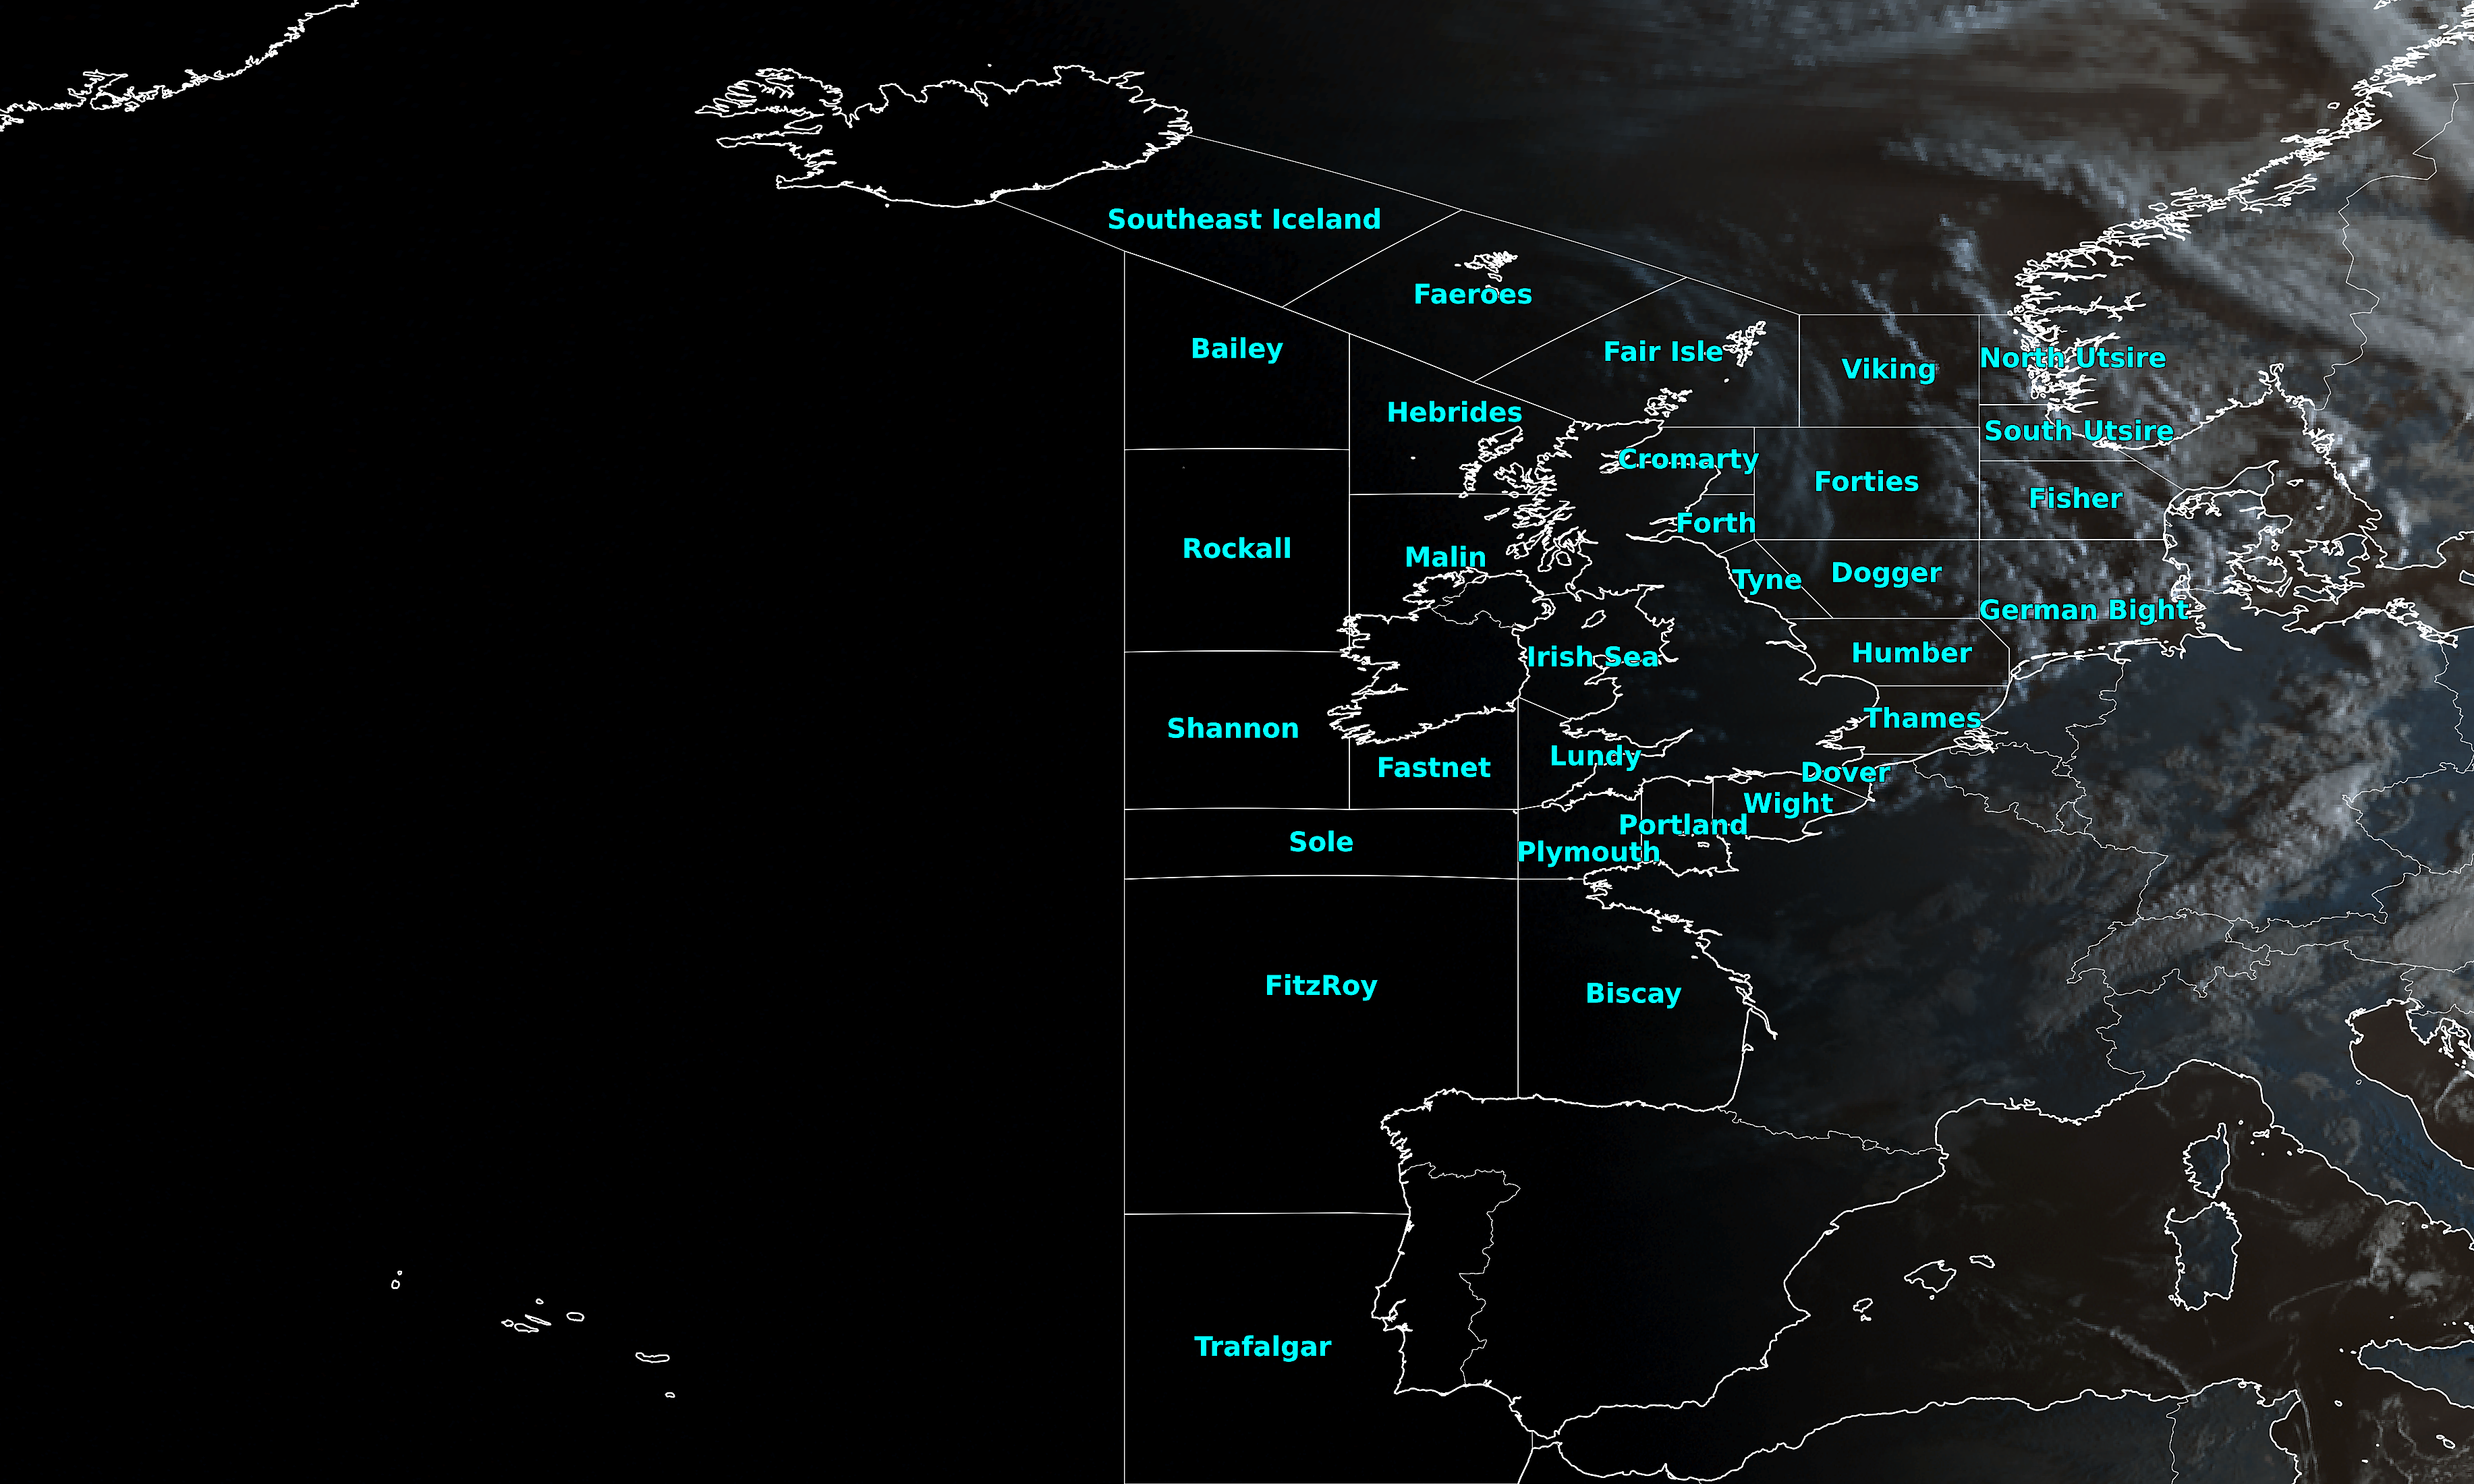 Southeast Iceland
Faeroes
Bailey
Fair Isle
Viking
North Utsire
Hebrides
South Utsire
Cromarty
Forties
Fisher
Forth
Rockall
Malin
Tyne
Dogger
German Bight
Irish Sea
Humber
Shannon
Thames
Fastnet
Lundy
Dover
Wight
Portland
Sole
Plymouth
FitzRoy
Biscay
Trafalgar